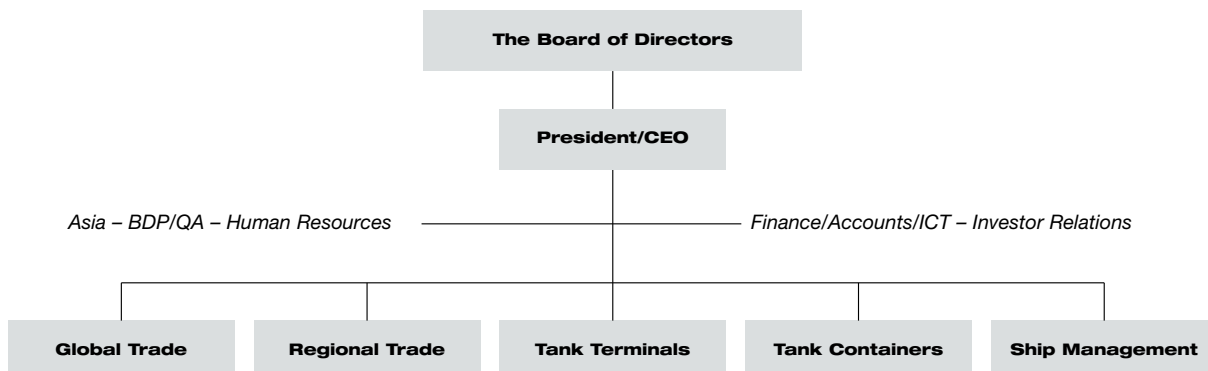 The Board of Directors
President/CEO
Asia – BDP/QA – Human Resources
Finance/Accounts/ICT – Investor Relations
Global Trade
Regional Trade
Tank Terminals
Tank Containers
Ship Management